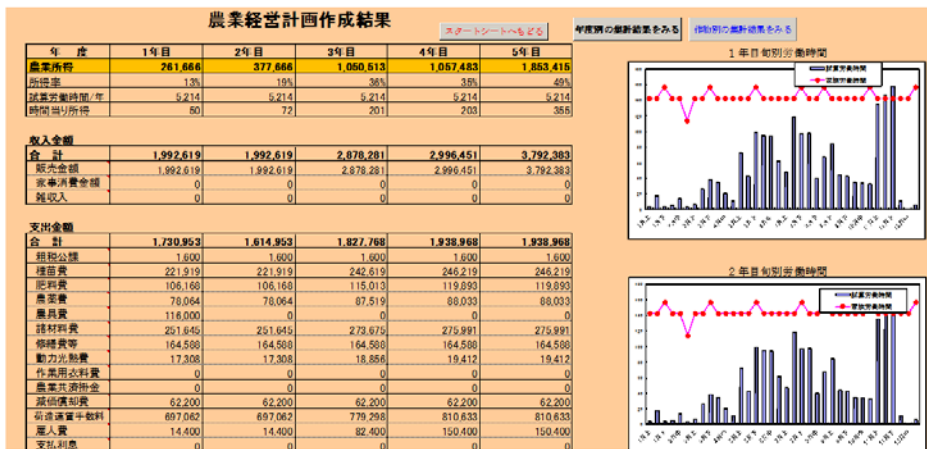 農業経営計画作成結果
スタートシートへもどる
年度別の集計結果をみる
作物別の集計結果をみる
年 度 1年目 2年目 3年目 4年目 5年目
農業所得 261,666 377,666 1,050,513 1,057,483 1,853,415
所得率 13% 19% 36% 35% 49%
試算労働時間/年 5,214 5,214 5,214 5,214 5,214
時間当り所得 50 72 201 203 355
収入金額
合 計 1,992,619 1,992,619 2,878,281 2,996,451 3,792,383
販売金額 1,992,619 1,992,619 2,878,281 2,996,451 3,792,383
家事消費金額 0 0 0 0 0
雑収入 0 0 0 0 0
支出金額
合 計 1,730,953 1,614,953 1,827,768 1,938,968 1,938,968
租税公課 1,600 1,600 1,600 1,600 1,600
種苗費 221,919 221,919 242,619 246,219 246,219
肥料費 106,168 106,168 115,013 119,893 119,893
農薬費 78,064 78,064 87,519 88,033 88,033
農具費 116,000 0 0 0 0
諸材料費 251,645 251,645 273,675 275,991 275,991
修繕費等 164,588 164,588 164,588 164,588 164,588
動力光熱費 17,308 17,308 18,856 19,412 19,412
作業用衣料費 0 0 0 0 0
農業共済掛金 0 0 0 0 0
減価償却費 62,200 62,200 62,200 62,200 62,200
荷造運賃手数料 697,062 697,062 779,298 810,633 810,633
雇人費 14,400 14,400 82,400 150,400 150,400
支払利息 0 0 0 0 0
1年目旬別労働時間
試算労働時間
2年目旬別労働時間
試算労働時間